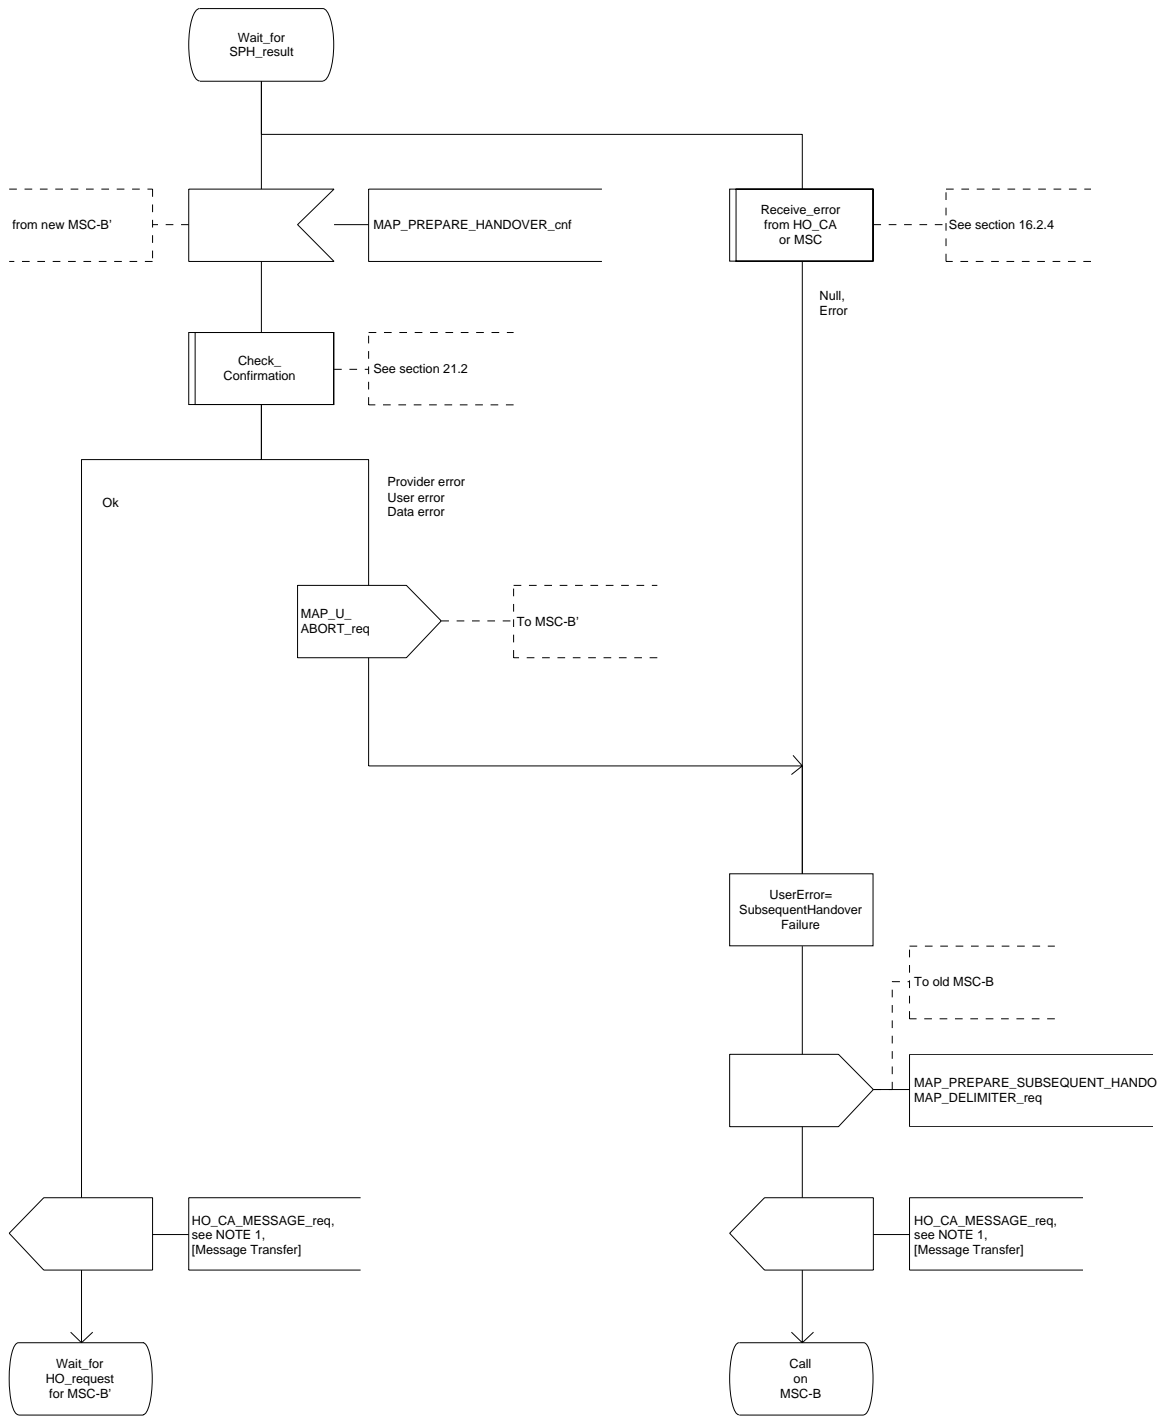 Wait_for
SPH_result
from new MSC-B'
MAP_PREPARE_HANDOVER_cnf
Receive_error
from HO_CA
or MSC
See section 16.2.4
Null,
Error
Check_
Confirmation
See section 21.2
Ok
Provider error
User error
Data error
MAP_U_
ABORT_req
To MSC-B'
UserError=
SubsequentHandover
Failure
To old MSC-B
MAP_PREPARE_SUBSEQUENT_HANDO
MAP_DELIMITER_req
HO_CA_MESSAGE_req,
see NOTE 1,
[Message Transfer]
HO_CA_MESSAGE_req,
see NOTE 1,
[Message Transfer]
Wait_for
HO_request
for MSC-B'
Call
on
MSC-B